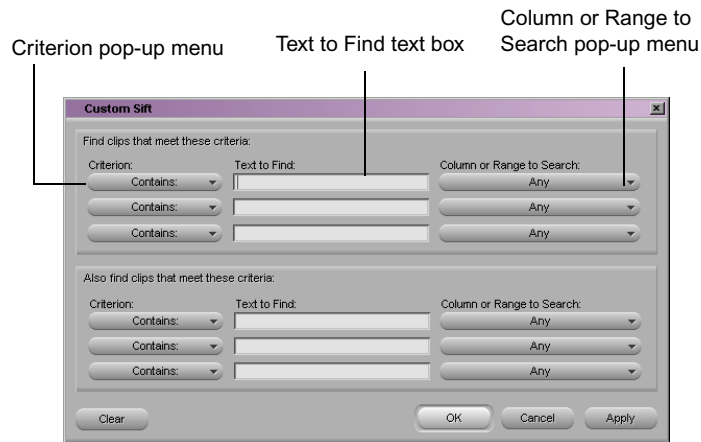 Column or Range to
Search pop-up menu
Criterion pop-up menu
Text to Find text box
Custom Sift
Find clips that meet these criteria:
Criterion: Text to Find: Column or Range to Search:
Contains: Any
Contains: Any
Contains: Any
Also find clips that meet these criteria:
Criterion: Text to Find: Column or Range to Search:
Contains: Any
Contains: Any
Contains: Any
Clear OK Cancel Apply